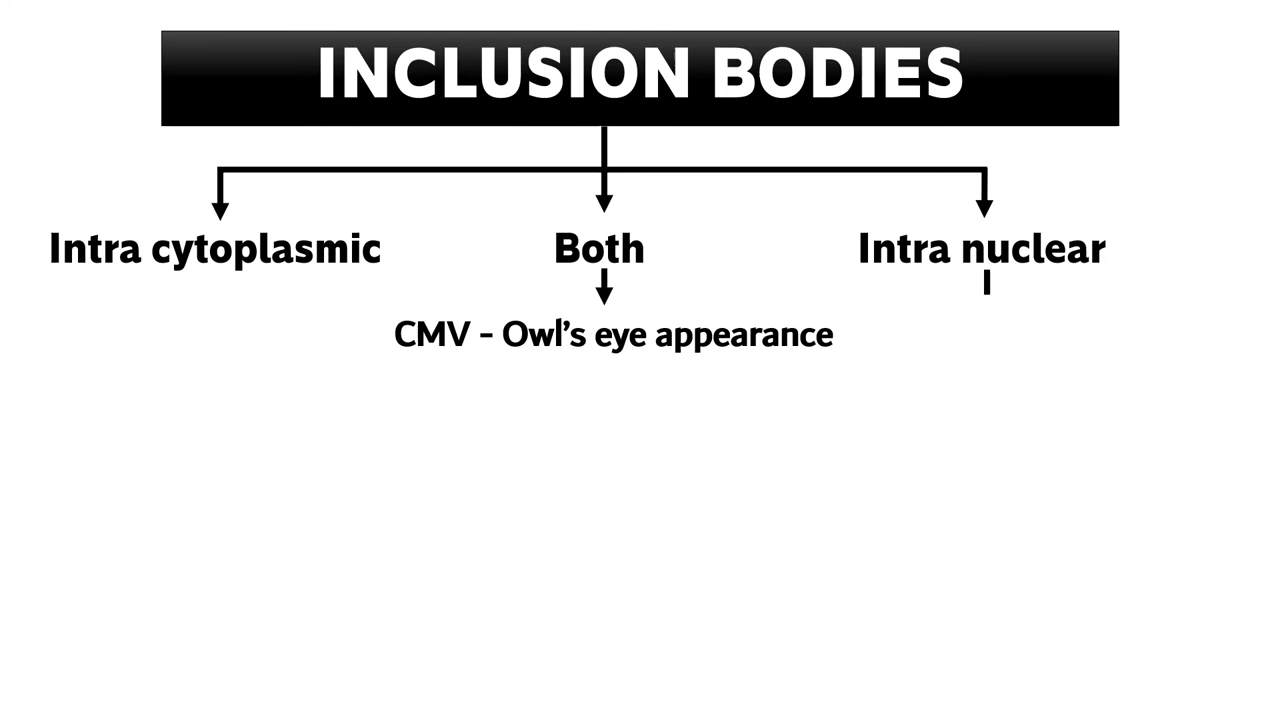 INCLUSION BODIES
Intra cytoplasmic
Both
Intra nuclear
CMV - Owl's eye appearance